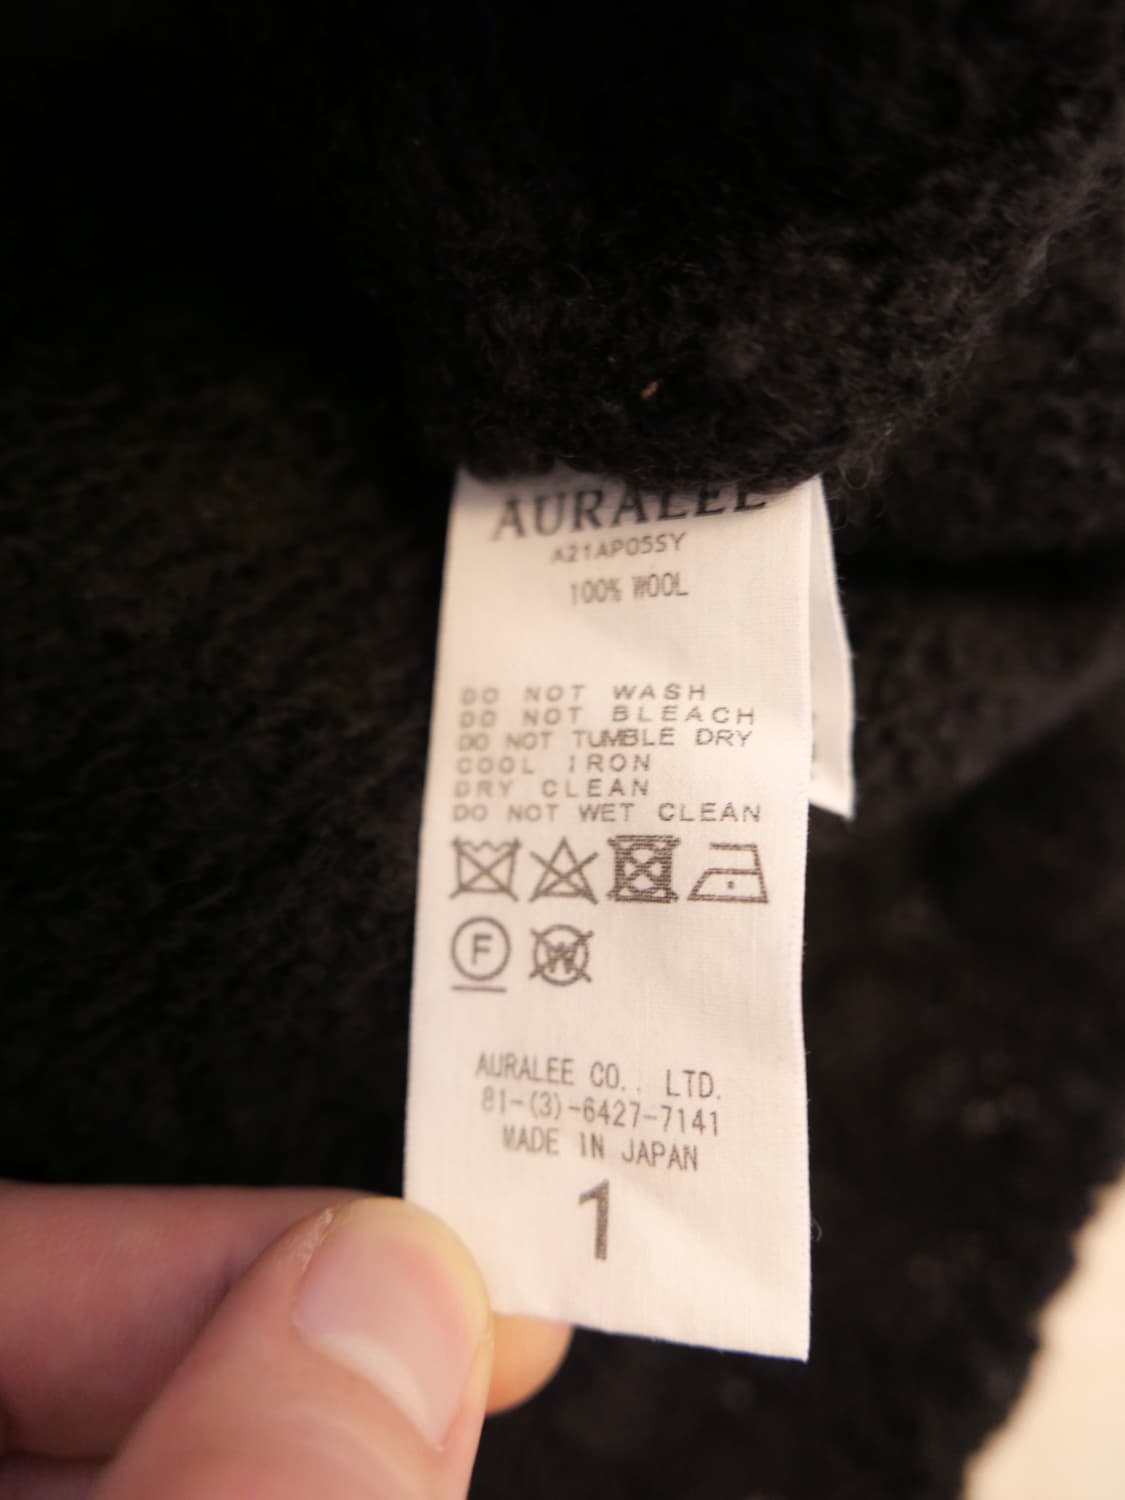 AURALEE
A21AP05SY
100% WOOL
DO NOT WASH
DO NOT BLEACH
DO NOT TUMBLE DRY
COOL IRON
DRY CLEAN
DO NOT WET CLEAN
F W
AURALEE CO., LTD.
81-(3)-6427-7141
MADE IN JAPAN
1